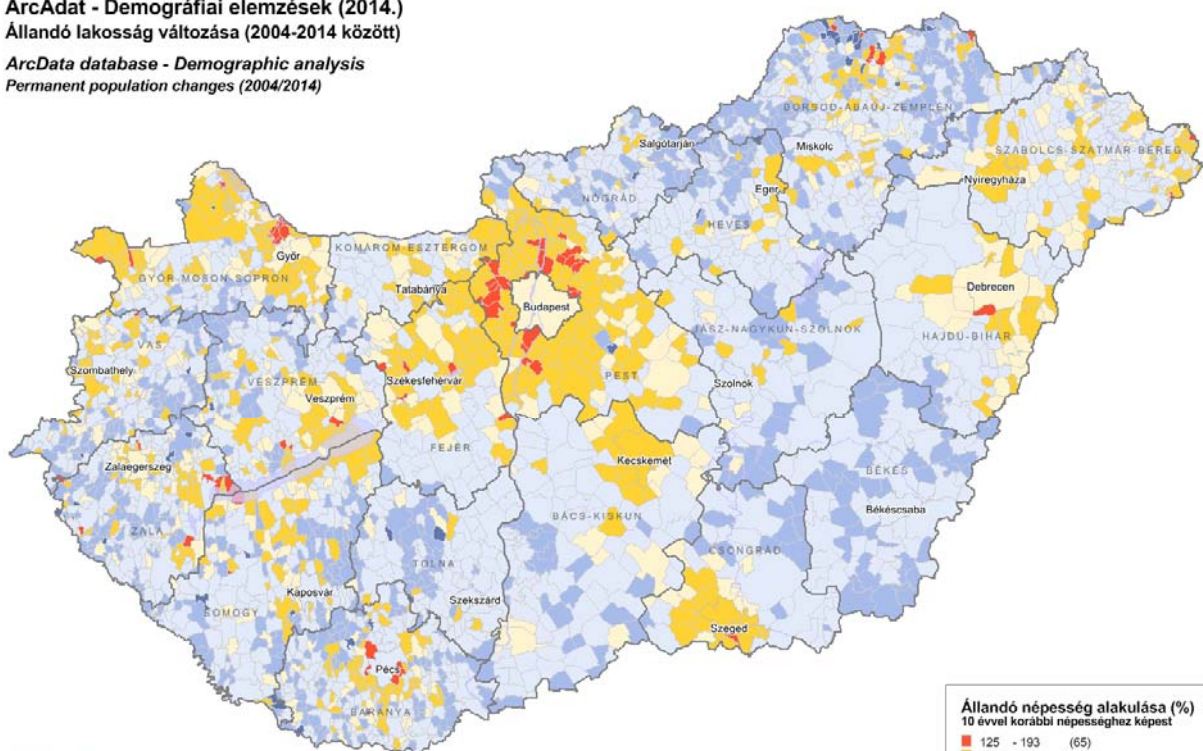 ArcAdat - Demográfiai elemzések (2014.)
Állandó lakosság változása (2004-2014 között)
ArcData database - Demographic analysis
Permanent population changes (2004/2014)
BORSOD-ABAÚJ-ZEMPLÉN
Salgótarján
Miskolc
SZABOLCS-SZATMÁR-BEREG
Nyíregyháza
Eger
NÓGRÁD
HEVES
KOMÁROM-ESZTERGOM
Győr
GYŐR-MOSON-SOPRON
Tatabánya
Budapest
Debrecen
JÁSZ-NAGYKUN-SZOLNOK
HAJDÚ-BIHAR
VAS
Szombathely
VESZPRÉM
Székesfehérvár
PEST
Szolnok
Veszprém
FEJÉR
Kecskemét
Zalaegerszeg
BÉKÉS
Békéscsaba
BÁCS-KISKUN
ZALA
CSONGRÁD
TOLNA
Kaposvár
Szekszárd
SOMOGY
Szeged
Pécs
BARANYA
Állandó népesség alakulása (%)
10 évvel korábbi népességhez képest
125 - 193 (65)